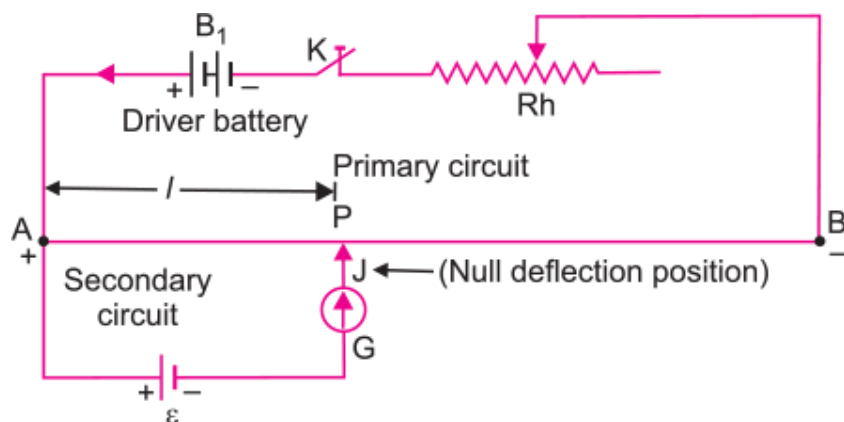 B1
K
+ −
Rh
Driver battery
Primary circuit
l
P
A
B
+
−
J
(Null deflection position)
Secondary
circuit
G
+ −
ε